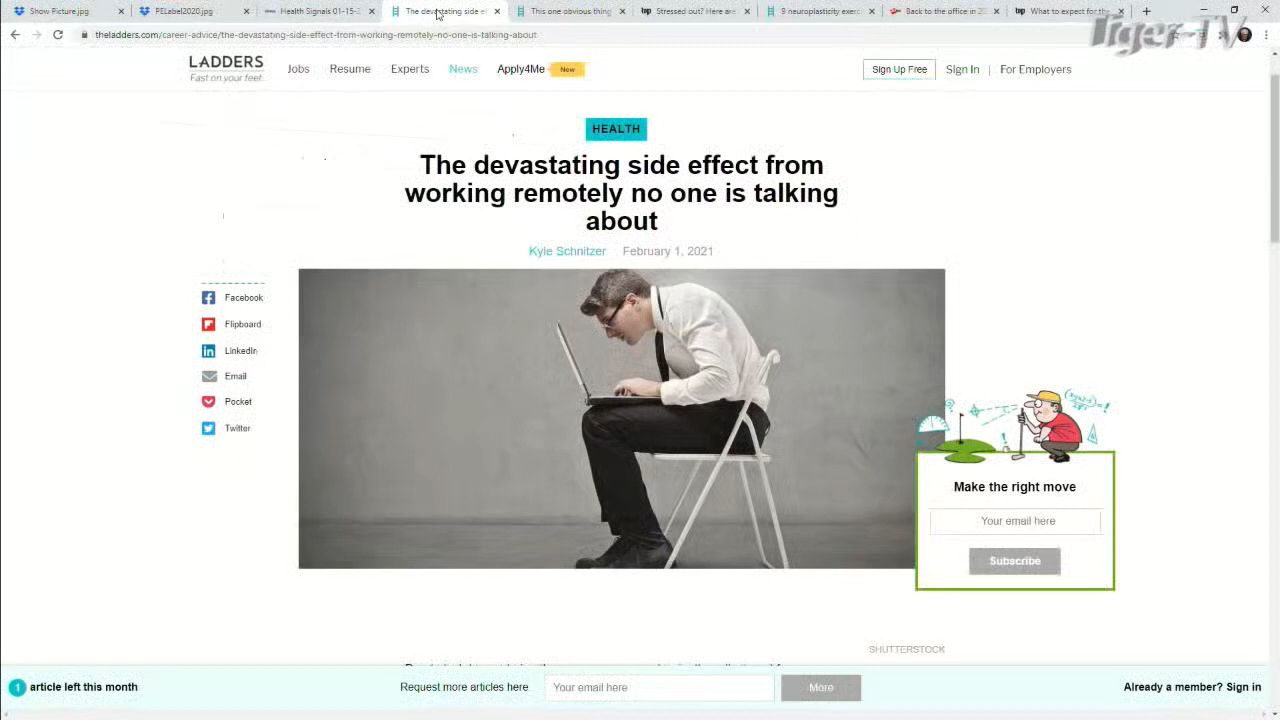 Show Picture.jpg
PELabel2020.jpg
Health Signals 01-15-2
The devastating side ef
This one obvious thing
Stressed out? Here are
9 neuroplasticity exerc
Back to the office in 20
What to expect for the
Tiger TV
theladders.com/career-advice/the-devastating-side-effect-from-working-remotely-no-one-is-talking-about
LADDERS
Fast on your feet.
Jobs
Resume
Experts
News
Apply4Me
New
Sign Up Free
Sign In | For Employers
HEALTH
The devastating side effect from
working remotely no one is talking
about
Kyle Schnitzer February 1, 2021
Facebook
Flipboard
LinkedIn
Email
Pocket
Twitter
Make the right move
Your email here
Subscribe
SHUTTERSTOCK
1 article left this month
Request more articles here.
Your email here
More
Already a member? Sign in